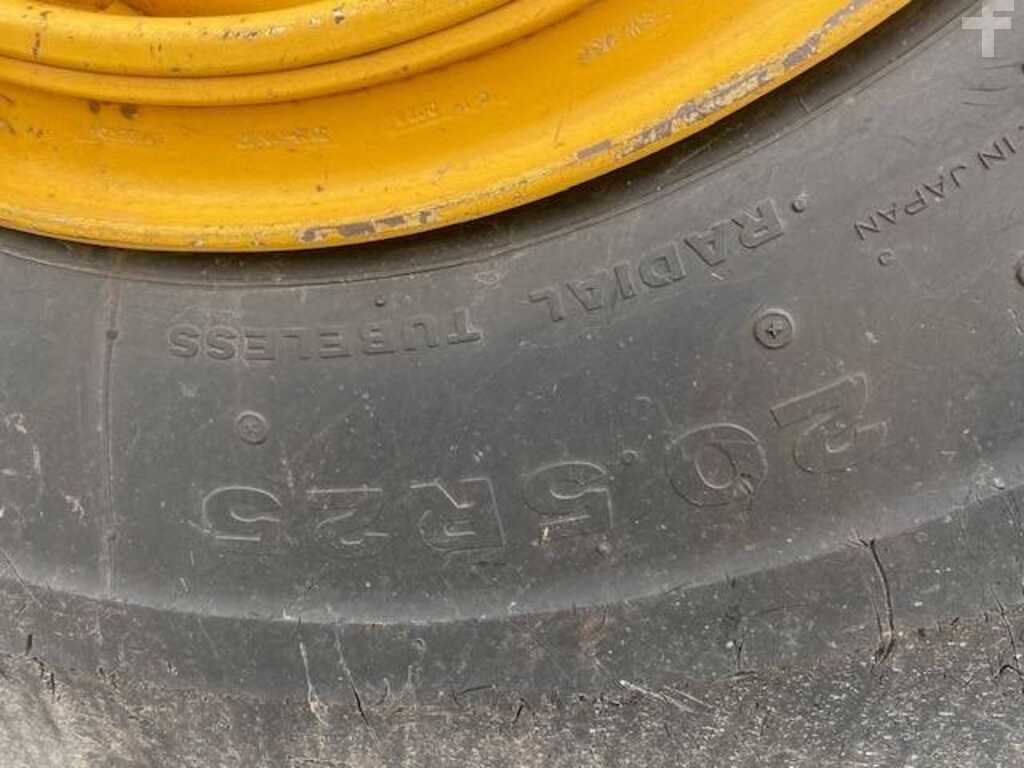 IN JAPAN
RADIAL TUBELESS
20.5R25
f